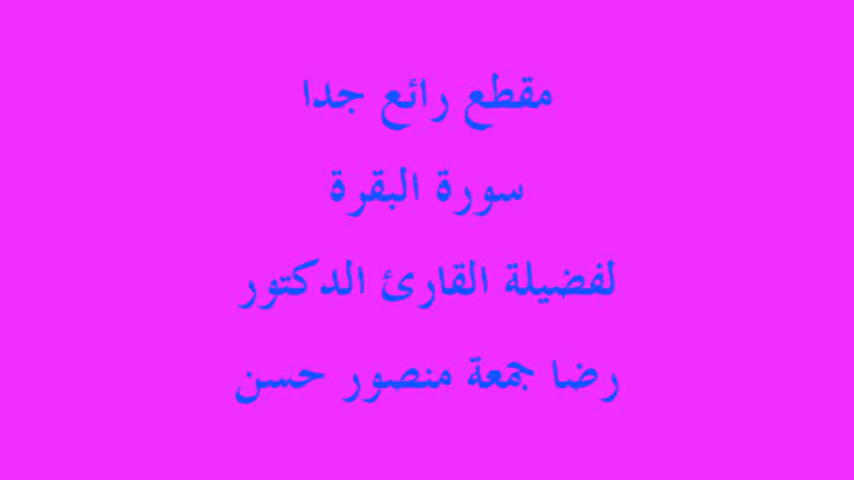 مقطع رائع جدا
سورة البقرة
لفضيلة القارئ الدكتور
رضا جمعة منصور حسن